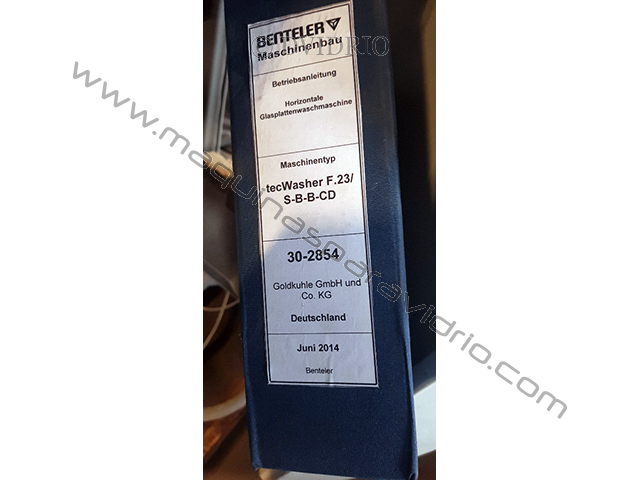 BENTELER
Maschinenbau
VIDRIO
Betriebsanleitung
Horizontale
Glasplattenwaschmaschine
Maschinentyp
tecWasher F.23/
S-B-B-CD
30-2854
Goldkuhle GmbH und
Co. KG
Deutschland
Juni 2014
Benteler
www.maquinasparavidrio.com